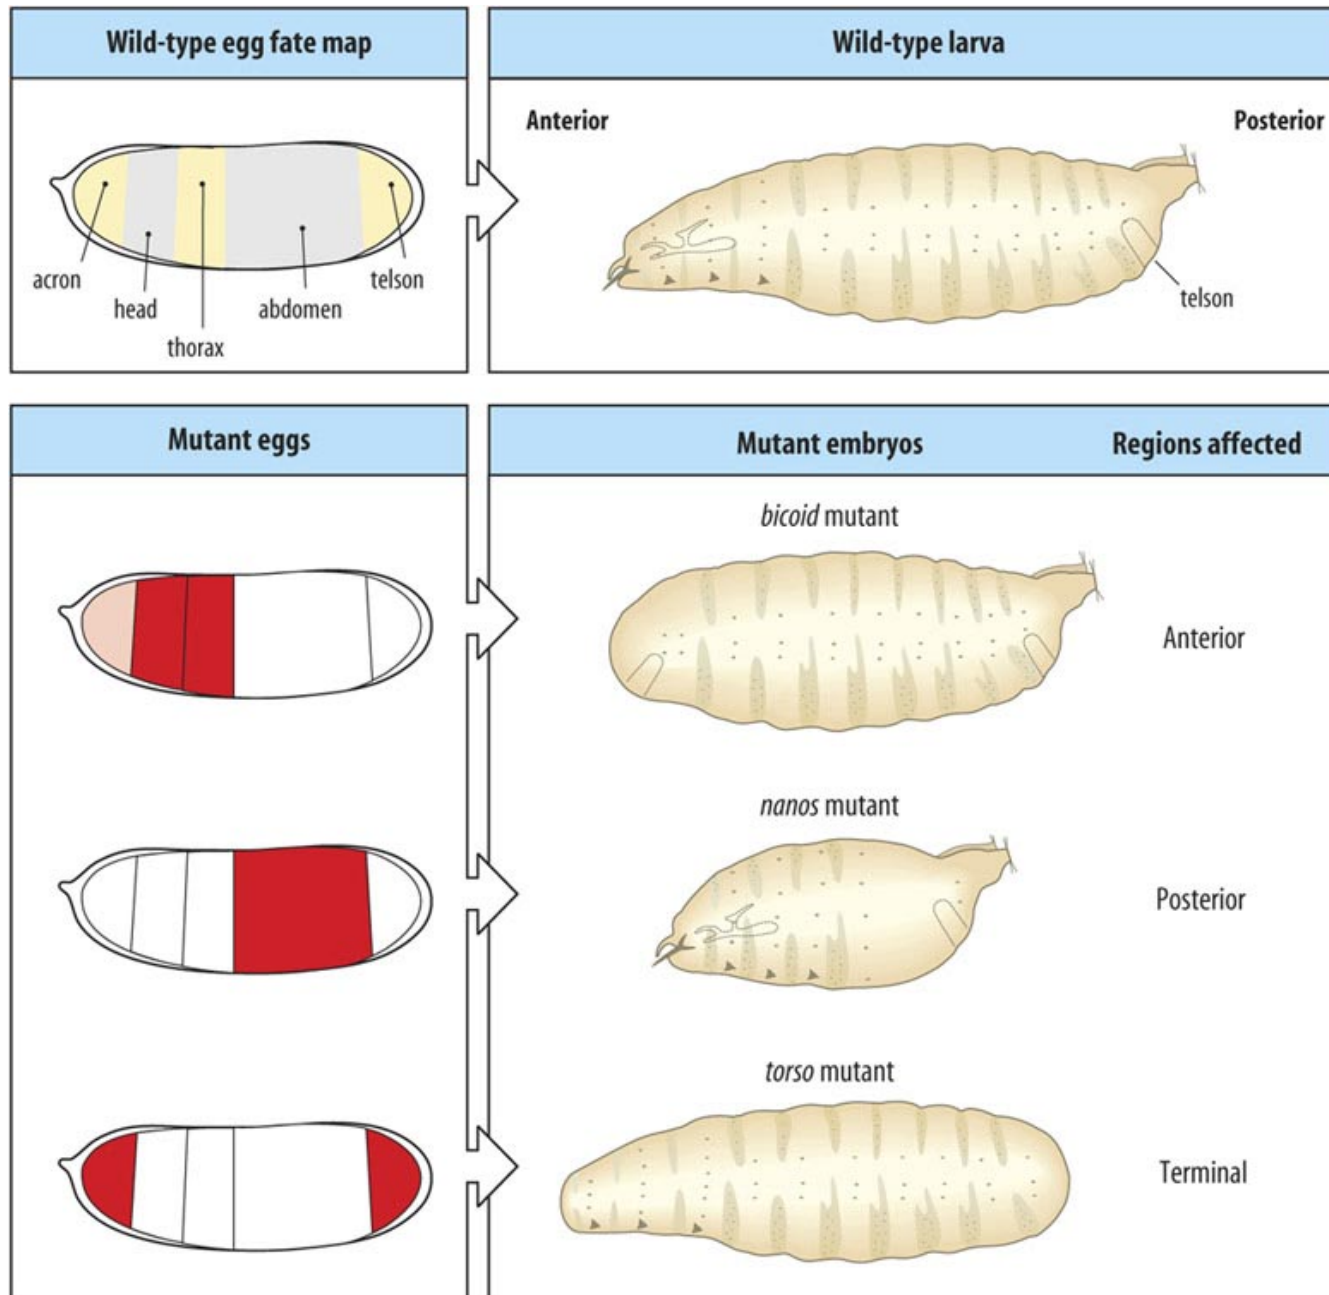 Wild-type egg fate map
Wild-type larva
Anterior
Posterior
acron
head
thorax
abdomen
telson
telson
Mutant eggs
Mutant embryos
Regions affected
bicoid mutant
Anterior
nanos mutant
Posterior
torso mutant
Terminal